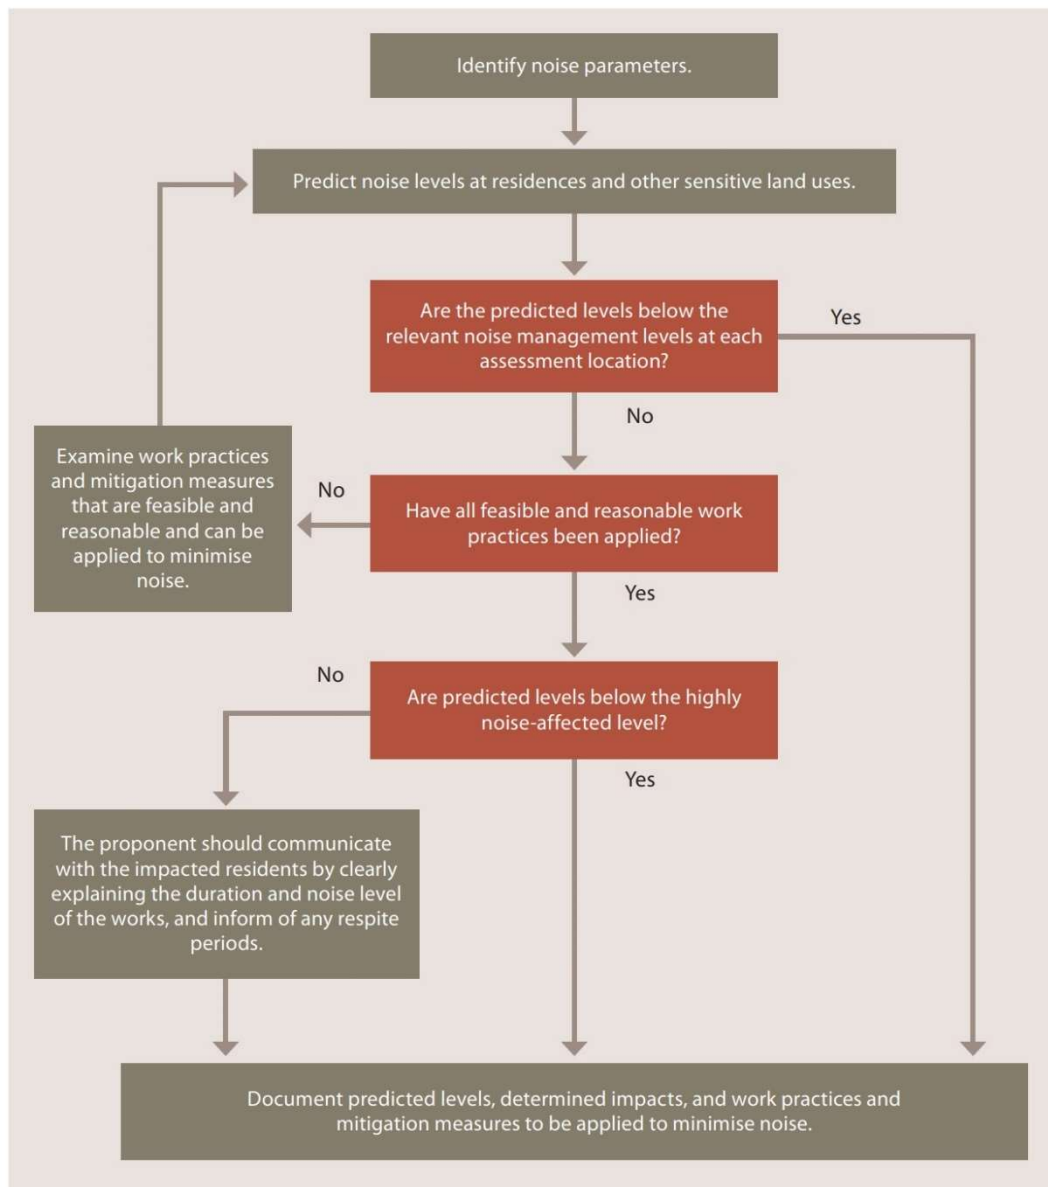 Identify noise parameters.
Predict noise levels at residences and other sensitive land uses.
Are the predicted levels below the
relevant noise management levels at each
assessment location?
Yes
No
Examine work practices
and mitigation measures
that are feasible and
reasonable and can be
applied to minimise
noise.
No
Have all feasible and reasonable work
practices been applied?
Yes
No
Are predicted levels below the highly
noise-affected level?
Yes
The proponent should communicate
with the impacted residents by clearly
explaining the duration and noise level
of the works, and inform of any respite
periods.
Document predicted levels, determined impacts, and work practices and
mitigation measures to be applied to minimise noise.